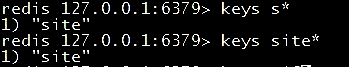 redis 127.0.0.1:6379> keys s*
1) "site"
redis 127.0.0.1:6379> keys site*
1) "site"